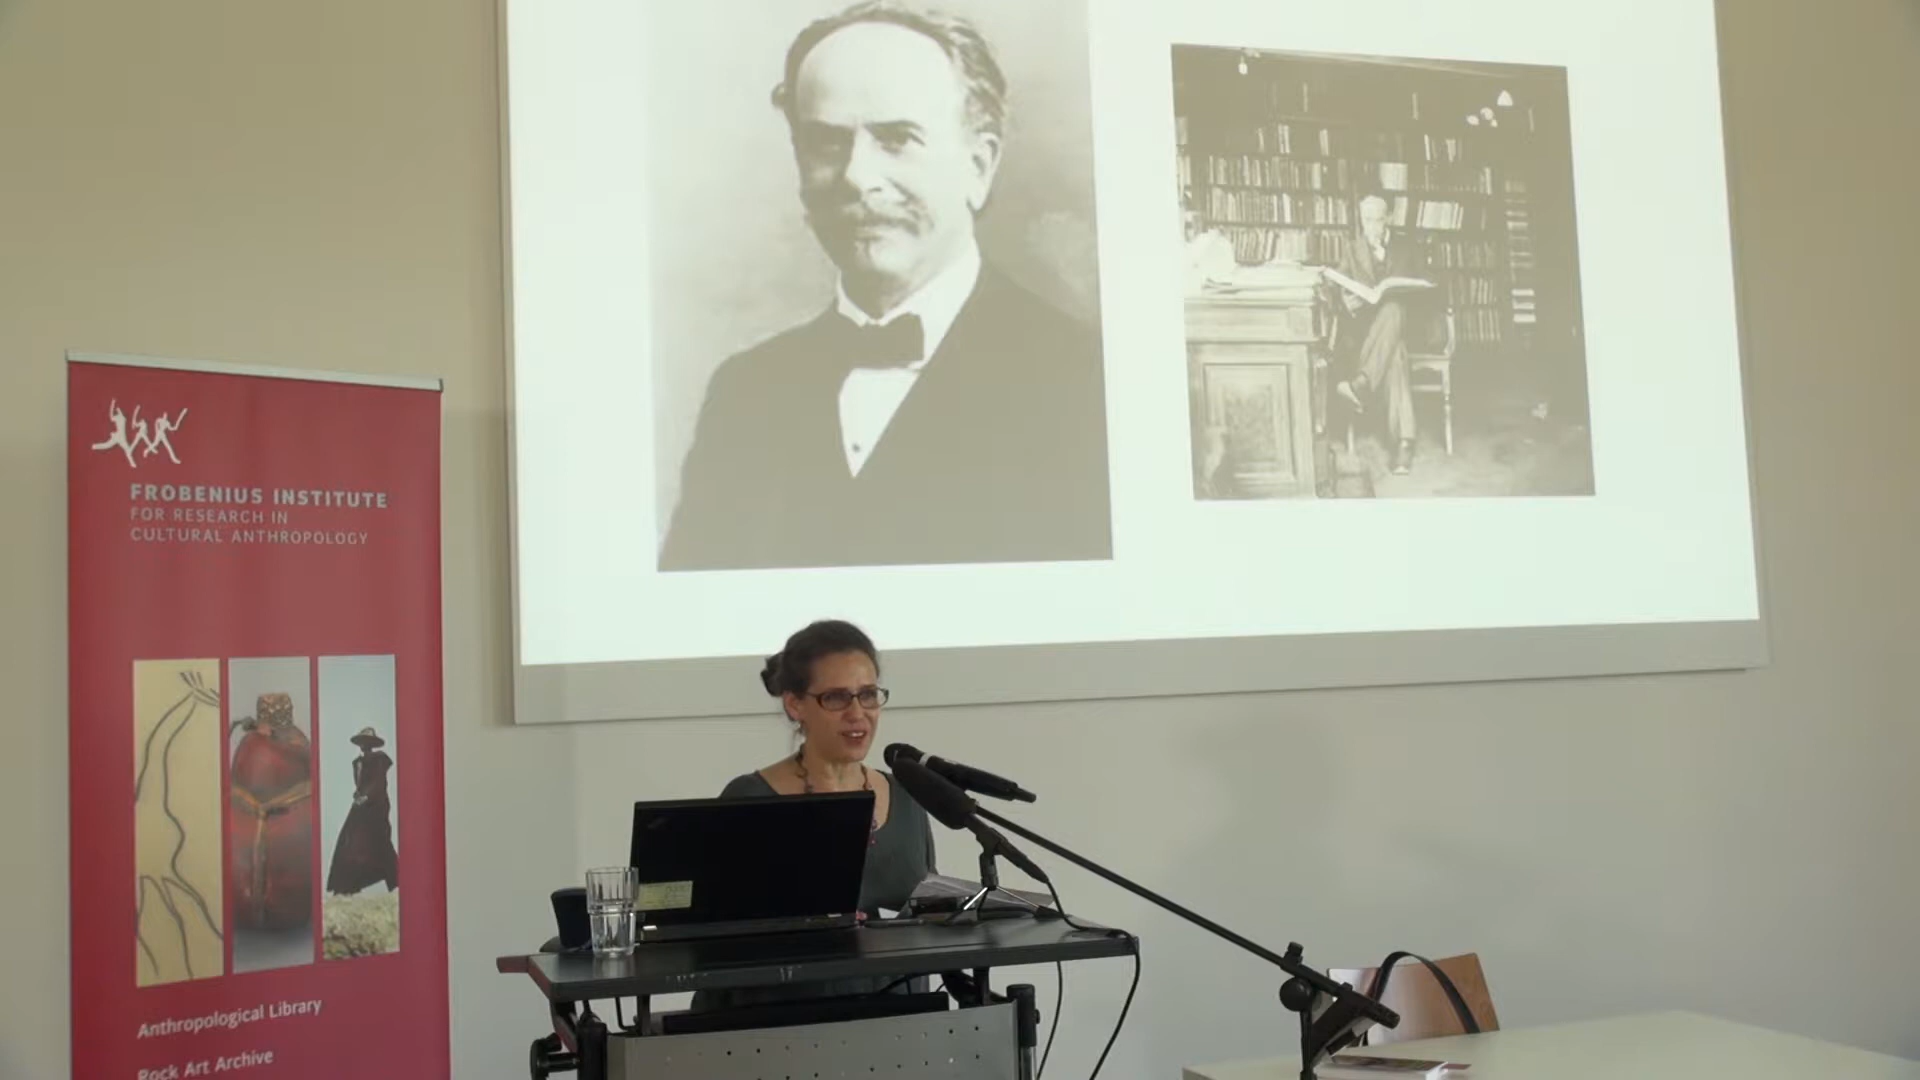 FROBENIUS INSTITUTE
FOR RESEARCH IN
CULTURAL ANTHROPOLOGY
Anthropological Library
Rock Art Archive